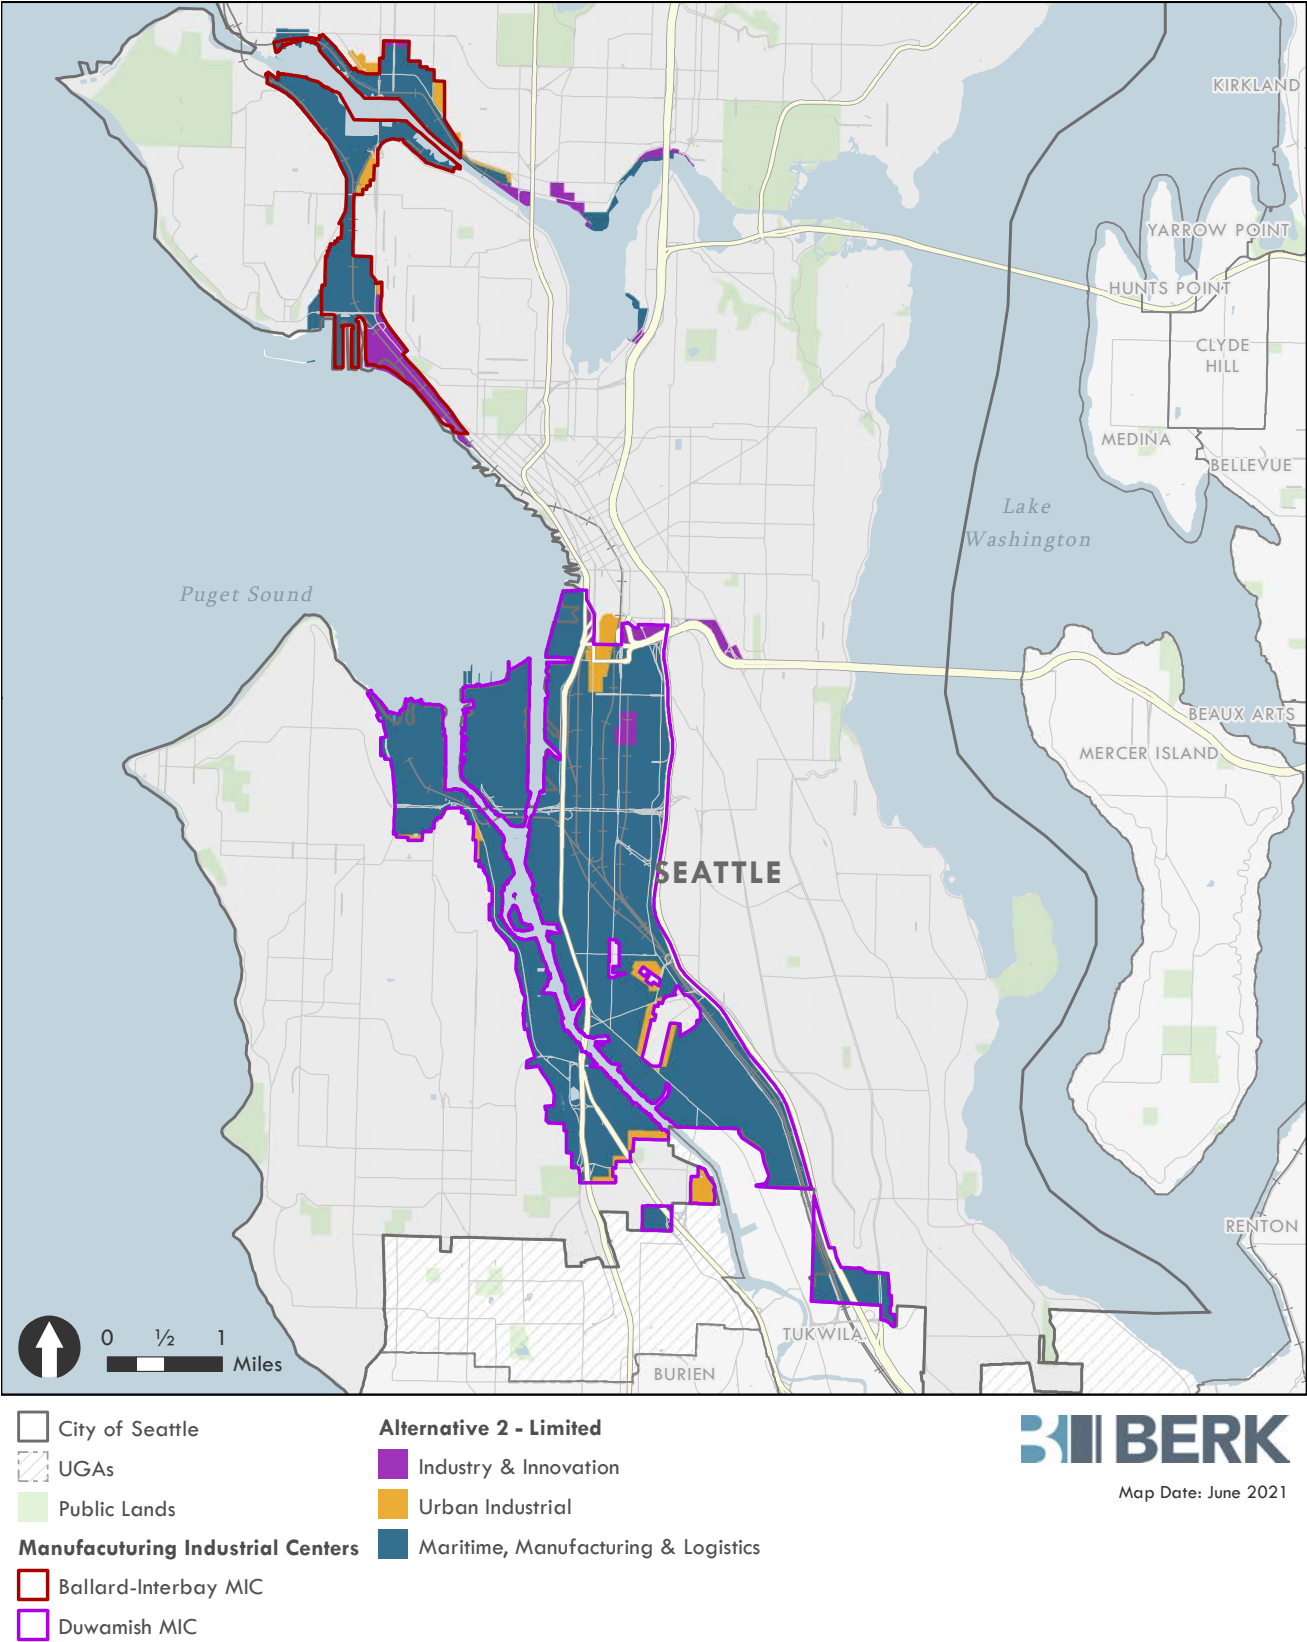 KIRKLAND
YARROW POINT
HUNTS POINT
CLYDE
HILL
MEDINA
BELLEVUE
Lake
Washington
Puget Sound
BEAUX ARTS
MERCER ISLAND
SEATTLE
RENTON
TUKWILA
BURIEN
0 ½ 1
Miles
City of Seattle
UGAs
Public Lands
Manufacuturing Industrial Centers
Ballard-Interbay MIC
Duwamish MIC
Alternative 2 - Limited
Industry & Innovation
Urban Industrial
Maritime, Manufacturing & Logistics
BERK
Map Date: June 2021